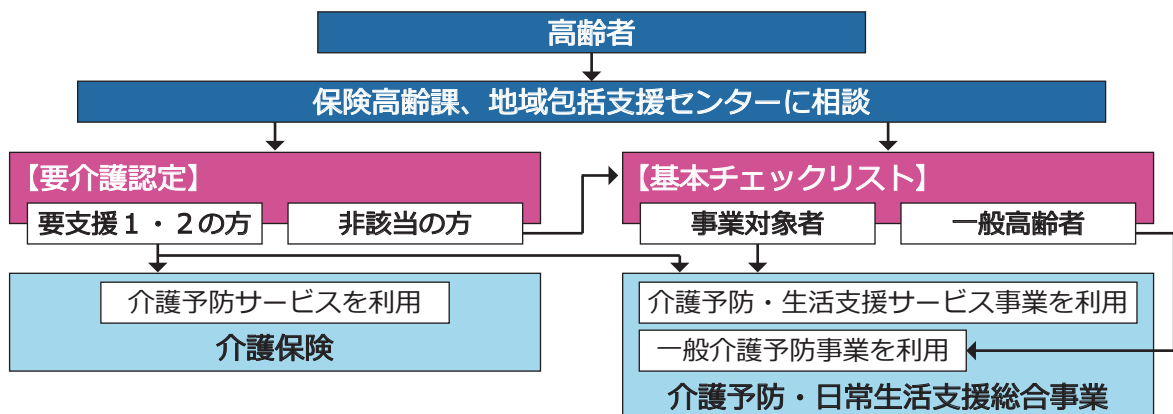 高齢者
保険高齢課、地域包括支援センターに相談
【要介護認定】
要支援１・２の方
非該当の方
【基本チェックリスト】
事業対象者
一般高齢者
介護予防サービスを利用
介護保険
介護予防・生活支援サービス事業を利用
一般介護予防事業を利用
介護予防・日常生活支援総合事業